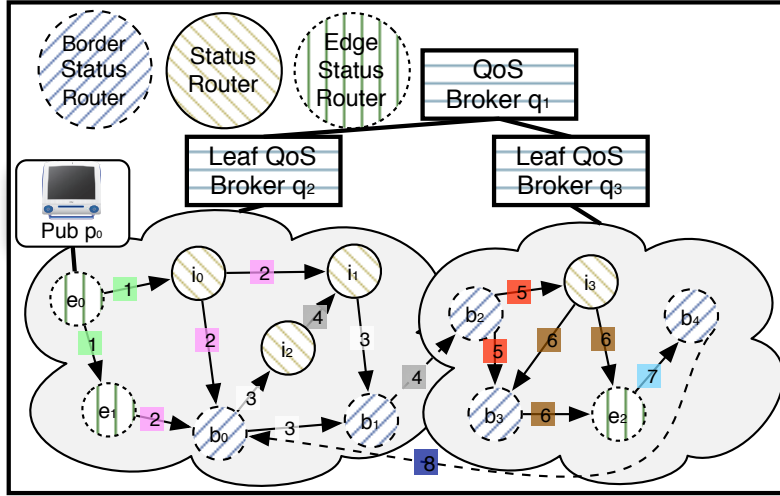 Border
Status
Router
Status
Router
Edge
Status
Router
QoS
Broker q₁
Leaf QoS
Broker q₂
Leaf QoS
Broker q₃
Pub p₀
e₀
1
i₀
2
i₁
1
2
4
i₂
3
e₁
2
b₀
3
3
b₁
4
b₂
5
i₃
b₄
5
6
6
7
b₃
6
e₂
8